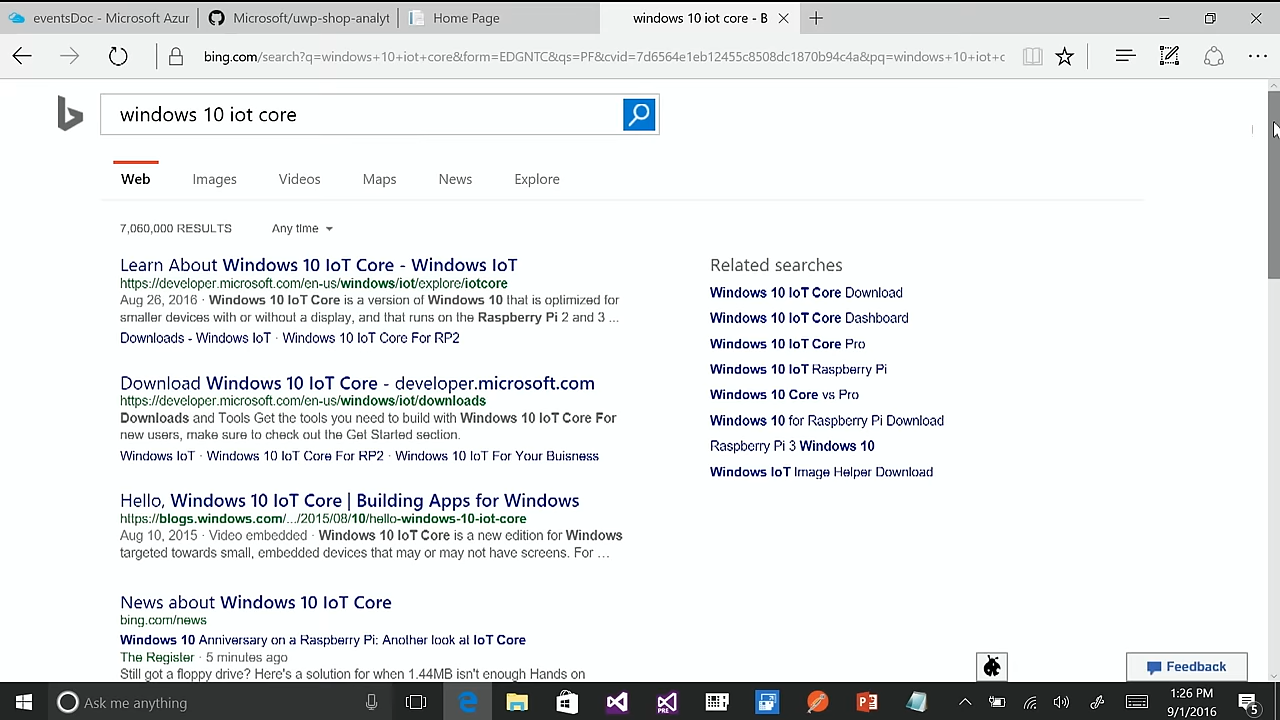 eventsDoc - Microsoft Azur
Microsoft/uwp-shop-analyt
Home Page
windows 10 iot core - B
bing.com/search?q=windows+10+iot+core&form=EDGNTC&qs=PF&cvid=7d6564e1eb12455c8508dc1870b94c4a&pq=windows+10+iot+c
windows 10 iot core
Web Images Videos Maps News Explore
7,060,000 RESULTS Any time
Learn About Windows 10 IoT Core - Windows IoT
https://developer.microsoft.com/en-us/windows/iot/explore/iotcore
Aug 26, 2016 · Windows 10 IoT Core is a version of Windows 10 that is optimized for
smaller devices with or without a display, and that runs on the Raspberry Pi 2 and 3 ...
Downloads - Windows IoT · Windows 10 IoT Core For RP2
Download Windows 10 IoT Core - developer.microsoft.com
https://developer.microsoft.com/en-us/windows/iot/downloads
Downloads and Tools Get the tools you need to build with Windows 10 IoT Core For
new users, make sure to check out the Get Started section.
Windows IoT · Windows 10 IoT Core For RP2 · Windows 10 IoT For Your Buisness
Hello, Windows 10 IoT Core | Building Apps for Windows
https://blogs.windows.com/.../2015/08/10/hello-windows-10-iot-core
Aug 10, 2015 · Video embedded · Windows 10 IoT Core is a new edition for Windows
targeted towards small, embedded devices that may or may not have screens. For ...
News about Windows 10 IoT Core
bing.com/news
Windows 10 Anniversary on a Raspberry Pi: Another look at IoT Core
The Register · 5 minutes ago
Still got a floppy drive? Here's a solution for when 1.44MB isn't enough Hands on
Related searches
Windows 10 IoT Core Download
Windows 10 IoT Core Dashboard
Windows 10 IoT Core Pro
Windows 10 IoT Raspberry Pi
Windows 10 Core vs Pro
Windows 10 for Raspberry Pi Download
Raspberry Pi 3 Windows 10
Windows IoT Image Helper Download
Feedback
Ask me anything
PRE
1:26 PM
9/1/2016
5